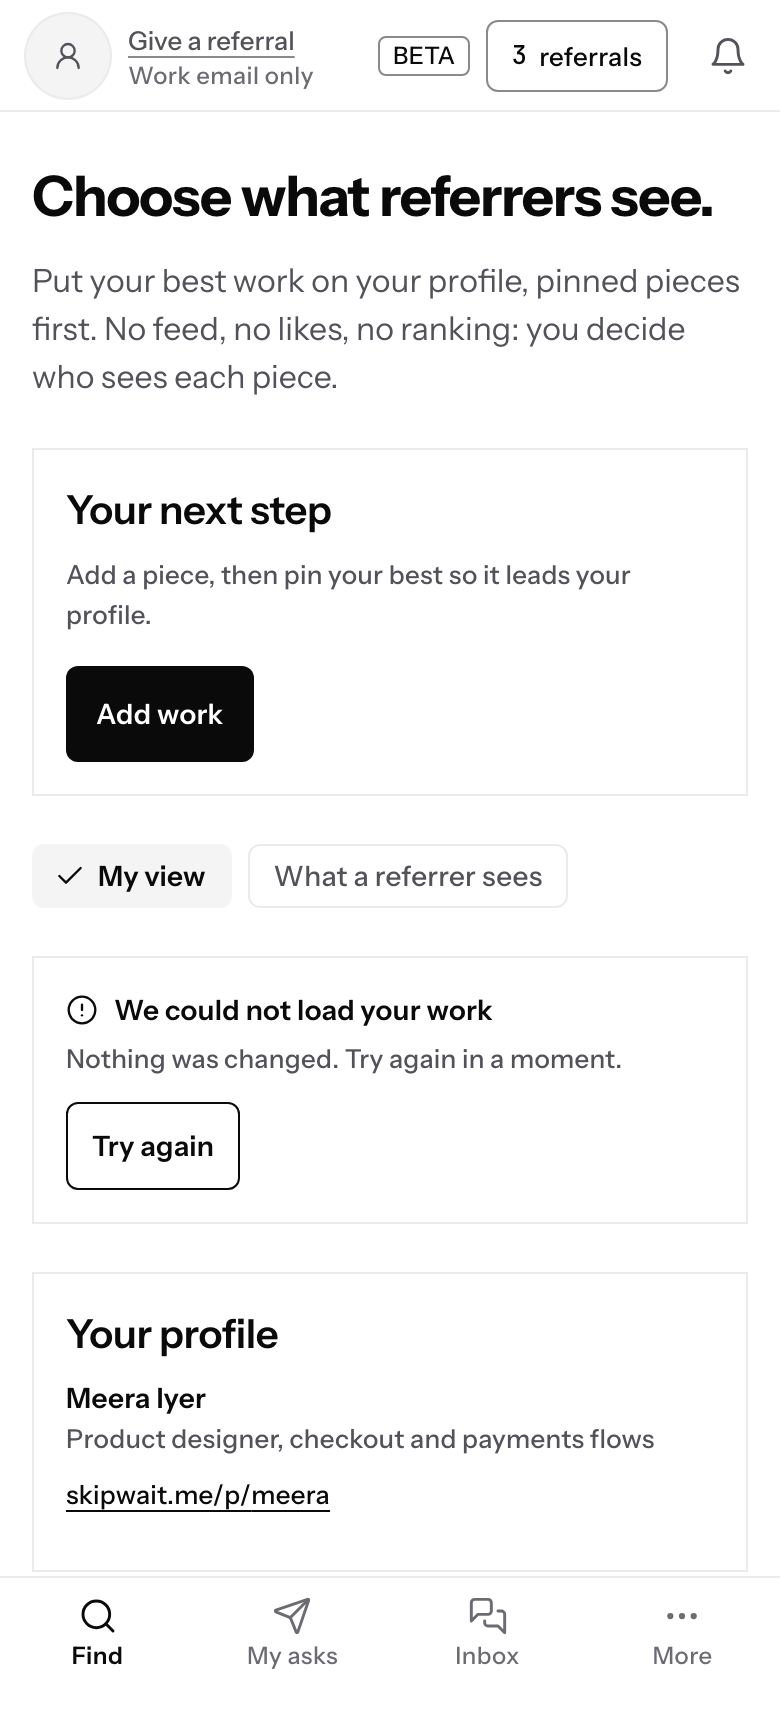 Give a referral
Work email only
BETA
3 referrals
Choose what referrers see.
Put your best work on your profile, pinned pieces
first. No feed, no likes, no ranking: you decide
who sees each piece.
Your next step
Add a piece, then pin your best so it leads your
profile.
Add work
My view
What a referrer sees
We could not load your work
Nothing was changed. Try again in a moment.
Try again
Your profile
Meera Iyer
Product designer, checkout and payments flows
skipwait.me/p/meera
Find
My asks
Inbox
More